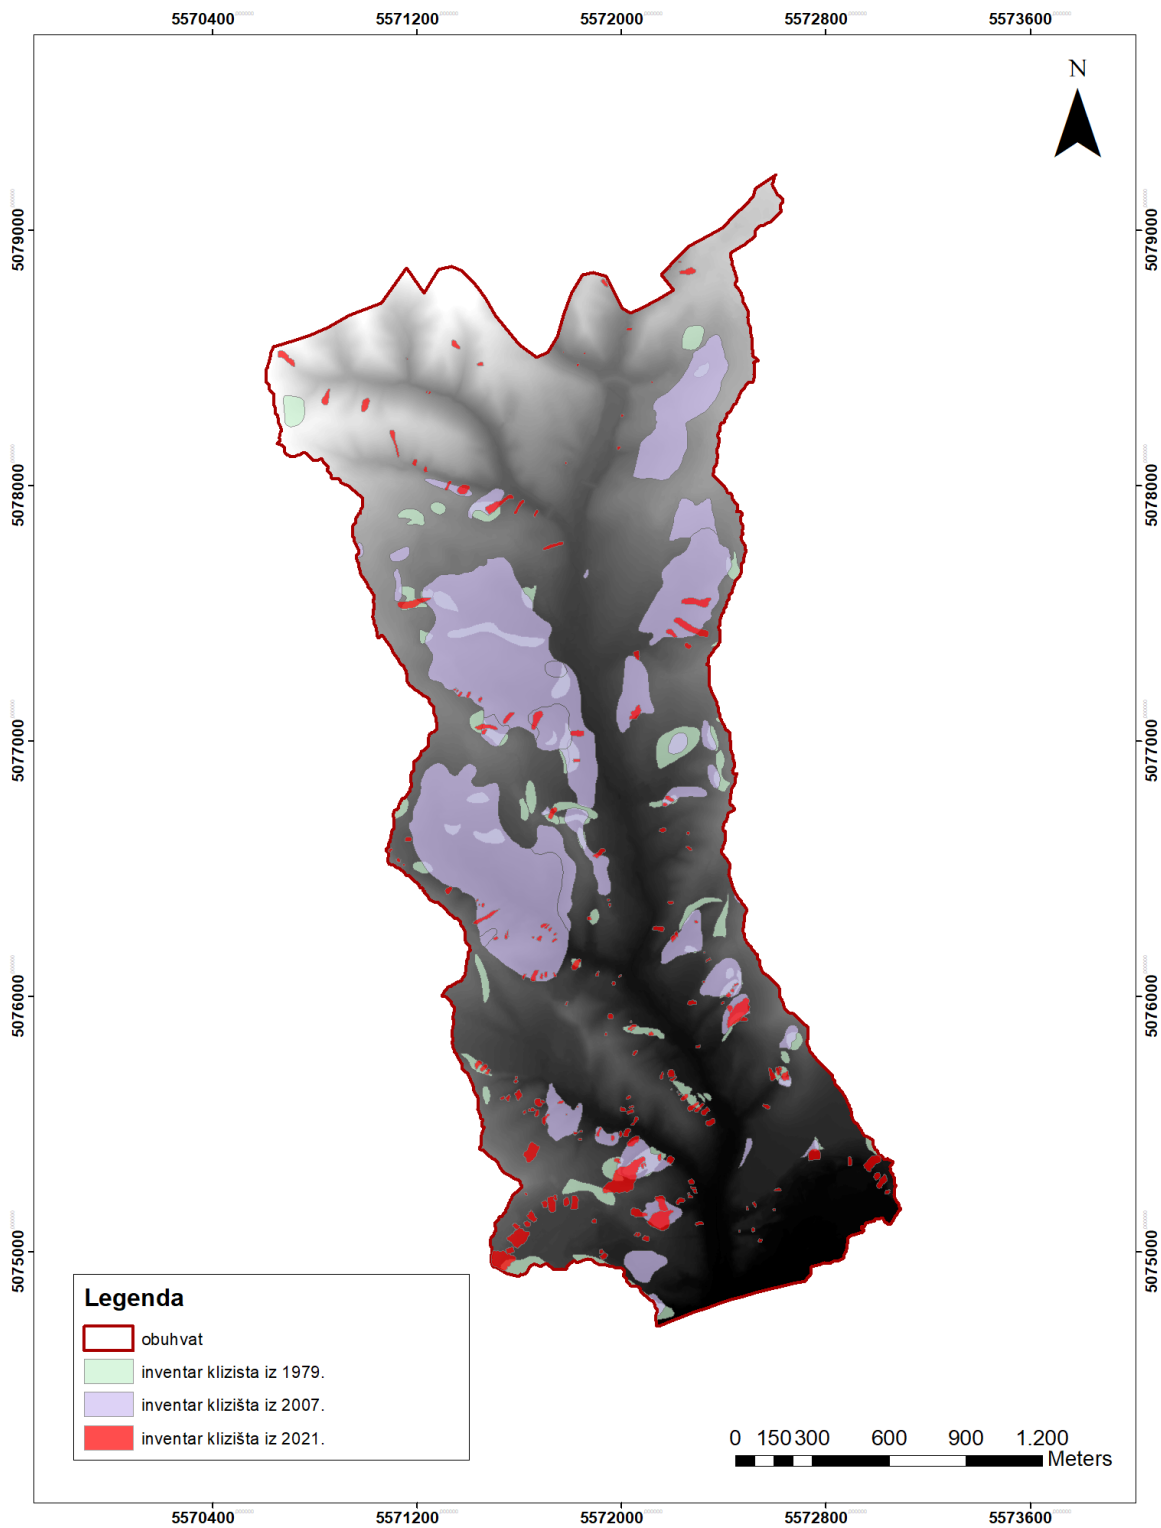 5570400 5571200 5572000 5572800 5573600
N
5079000 5079000
5078000 5078000
5077000 5077000
5076000 5076000
5075000 5075000
Legenda
obuhvat
inventar klizista iz 1979.
inventar klizišta iz 2007.
inventar klizišta iz 2021.
0 150 300 600 900 1.200
Meters
5570400 5571200 5572000 5572800 5573600